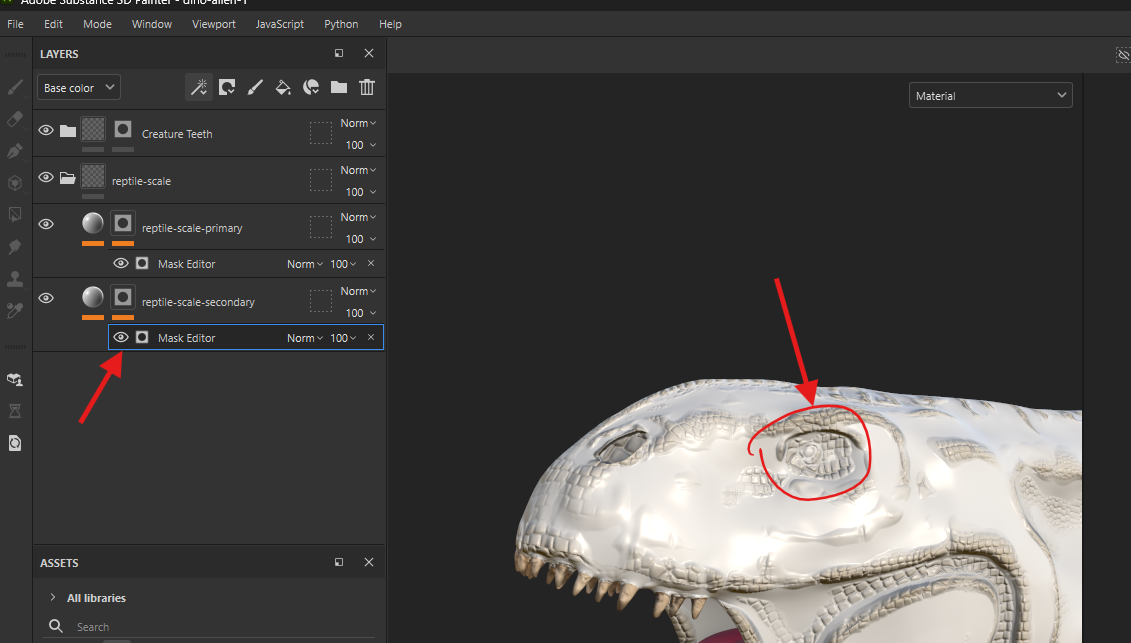 Adobe Substance 3D Painter - dino-alien-1
File Edit Mode Window Viewport JavaScript Python Help
LAYERS
Base color
Material
Norm
Creature Teeth
100
Norm
reptile-scale
100
Norm
reptile-scale-primary
100
Mask Editor Norm 100
Norm
reptile-scale-secondary
100
Mask Editor Norm 100
ASSETS
All libraries
Search